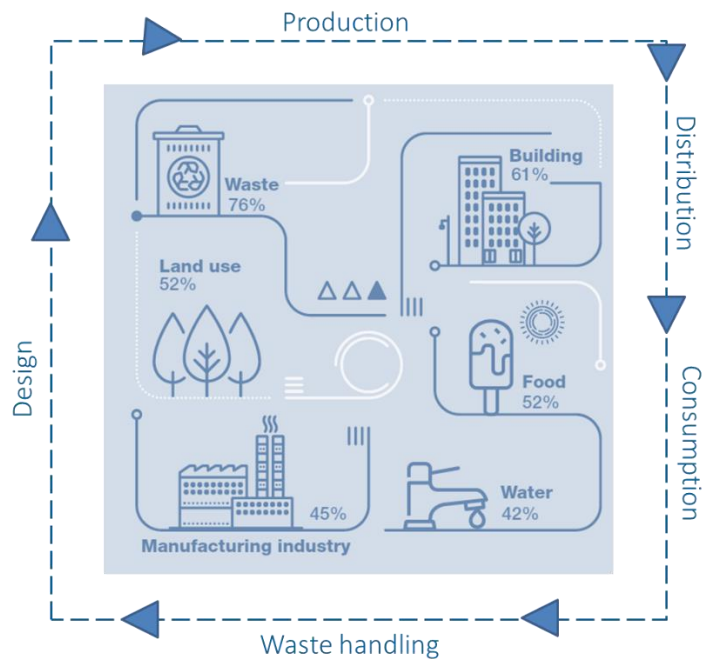 Production
Distribution
Consumption
Waste handling
Design
Waste
76%
Building
61%
Land use
52%
Food
52%
45%
Manufacturing industry
Water
42%